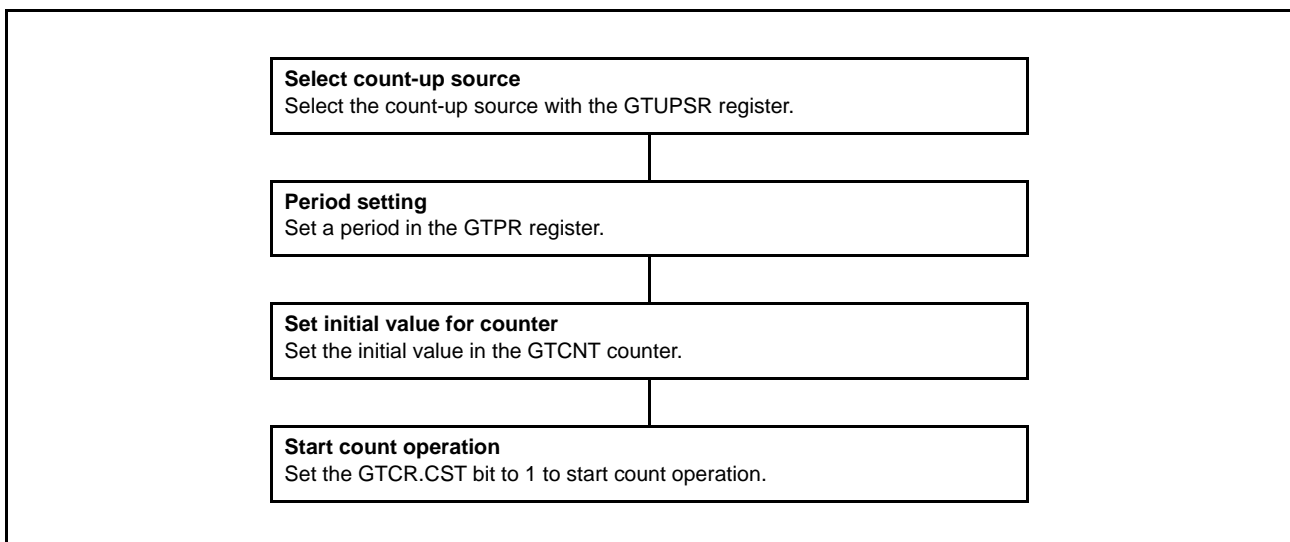 Select count-up source
Select the count-up source with the GTUPSR register.
Period setting
Set a period in the GTPR register.
Set initial value for counter
Set the initial value in the GTCNT counter.
Start count operation
Set the GTCR.CST bit to 1 to start count operation.